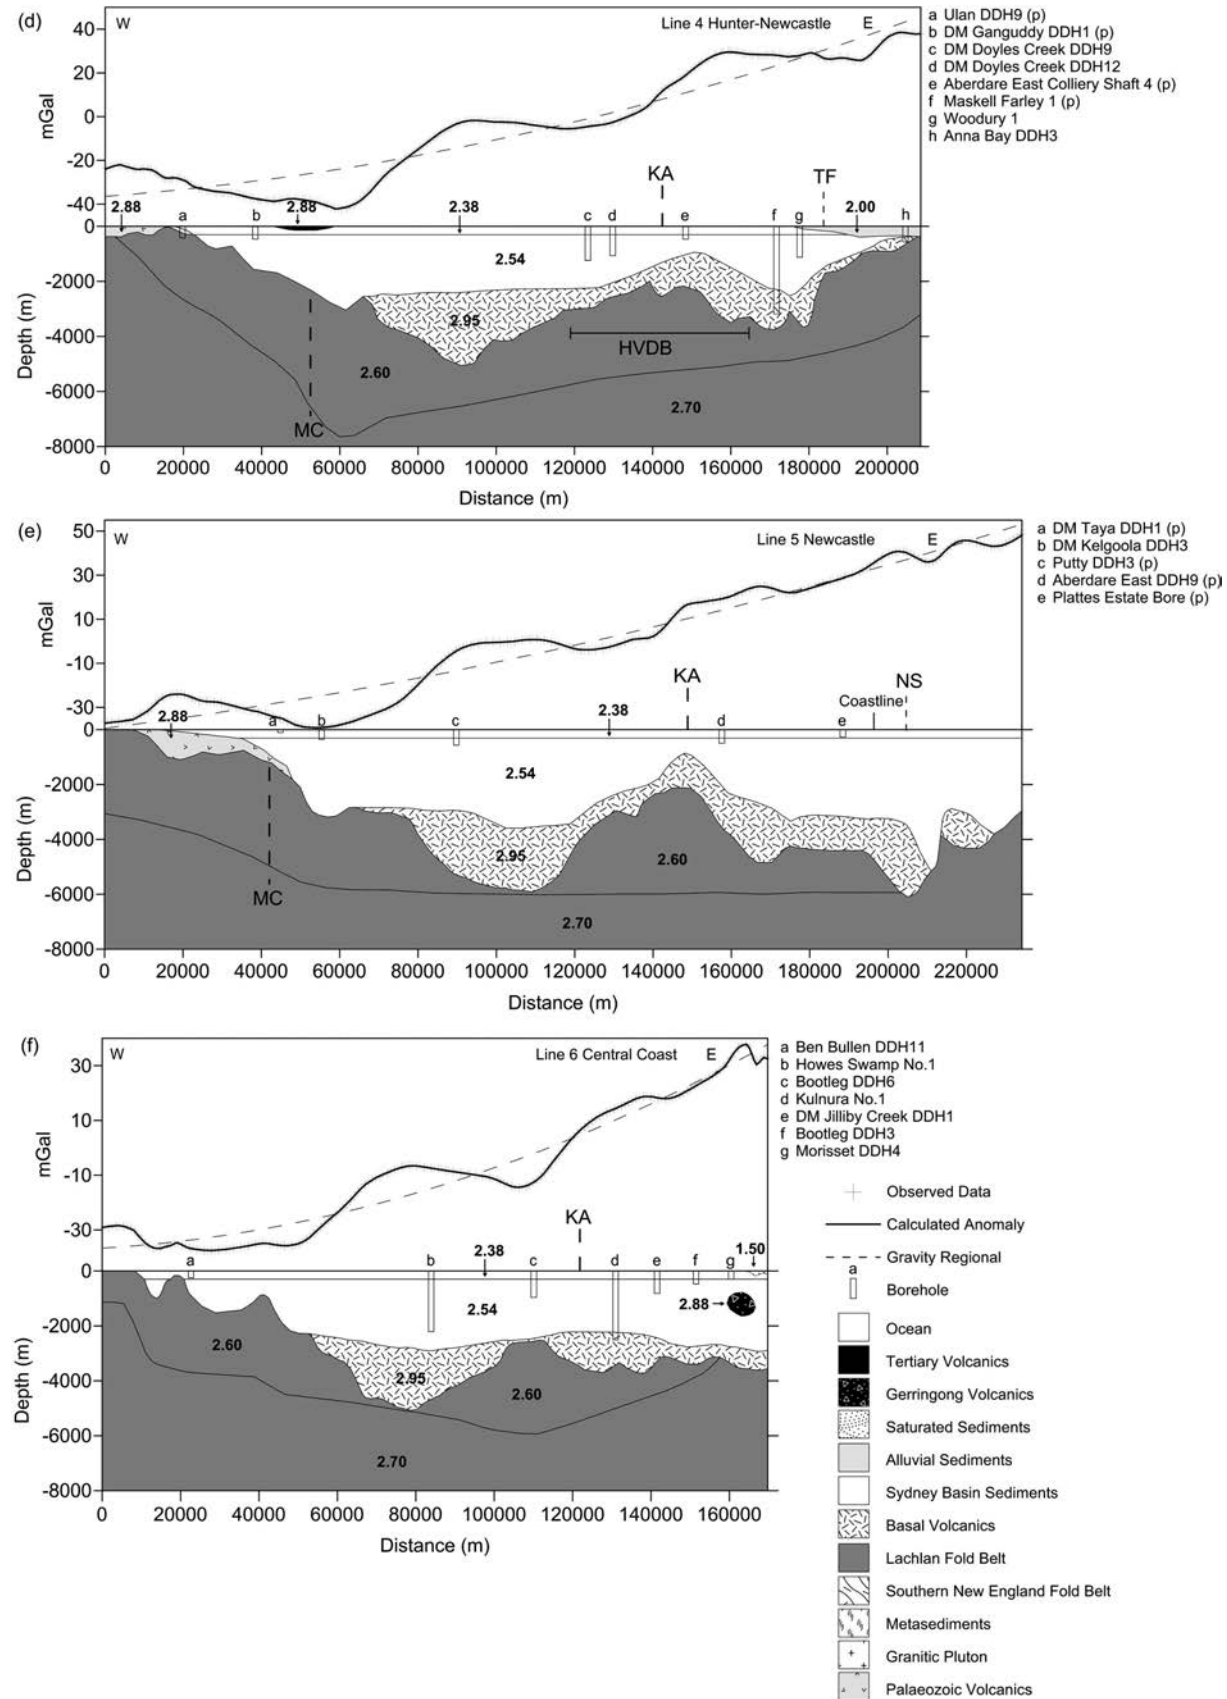 (d)
W
Line 4 Hunter-Newcastle
E
a Ulan DDH9 (p)
b DM Ganguddy DDH1 (p)
c DM Doyles Creek DDH9
d DM Doyles Creek DDH12
e Aberdare East Colliery Shaft 4 (p)
f Maskell Farley 1 (p)
g Woodury 1
h Anna Bay DDH3
40
20
0
-20
-40
mGal
KA
TF
2.88
a
b
2.88
2.38
c
d
e
f
g
2.00
h
0
-2000
-4000
-6000
-8000
Depth (m)
2.54
2.95
HVDB
2.60
2.70
MC
0 20000 40000 60000 80000 100000 120000 140000 160000 180000 200000
Distance (m)
(e)
W
Line 5 Newcastle
E
a DM Taya DDH1 (p)
b DM Kelgoola DDH3
c Putty DDH3 (p)
d Aberdare East DDH9 (p)
e Plattes Estate Bore (p)
50
30
10
-10
-30
mGal
KA
NS
Coastline
2.88
a
b
c
2.38
d
e
0
-2000
-4000
-6000
-8000
Depth (m)
2.54
2.95
2.60
MC
2.70
0 20000 40000 60000 80000 100000 120000 140000 160000 180000 200000 220000
Distance (m)
(f)
W
Line 6 Central Coast
E
a Ben Bullen DDH11
b Howes Swamp No.1
c Bootleg DDH6
d Kulnura No.1
e DM Jilliby Creek DDH1
f Bootleg DDH3
g Morisset DDH4
30
10
-10
-30
mGal
KA
a
b
2.38
c
d
e
f
g
1.50
0
-2000
-4000
-6000
-8000
Depth (m)
2.54
2.88
2.60
2.95
2.60
2.70
0 20000 40000 60000 80000 100000 120000 140000 160000
Distance (m)
Observed Data
Calculated Anomaly
Gravity Regional
a
Borehole
Ocean
Tertiary Volcanics
Gerringong Volcanics
Saturated Sediments
Alluvial Sediments
Sydney Basin Sediments
Basal Volcanics
Lachlan Fold Belt
Southern New England Fold Belt
Metasediments
Granitic Pluton
Palaeozoic Volcanics